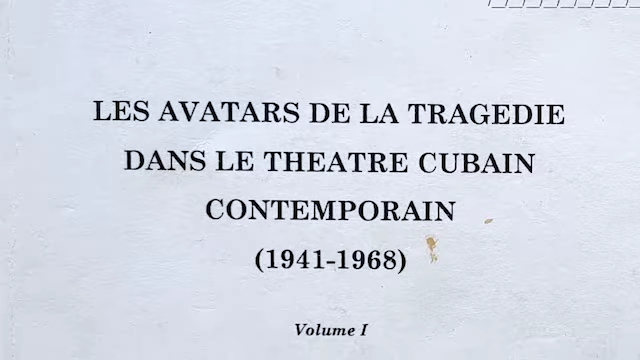 LES AVATARS DE LA TRAGEDIE
DANS LE THEATRE CUBAIN
CONTEMPORAIN
(1941-1968)
Volume I